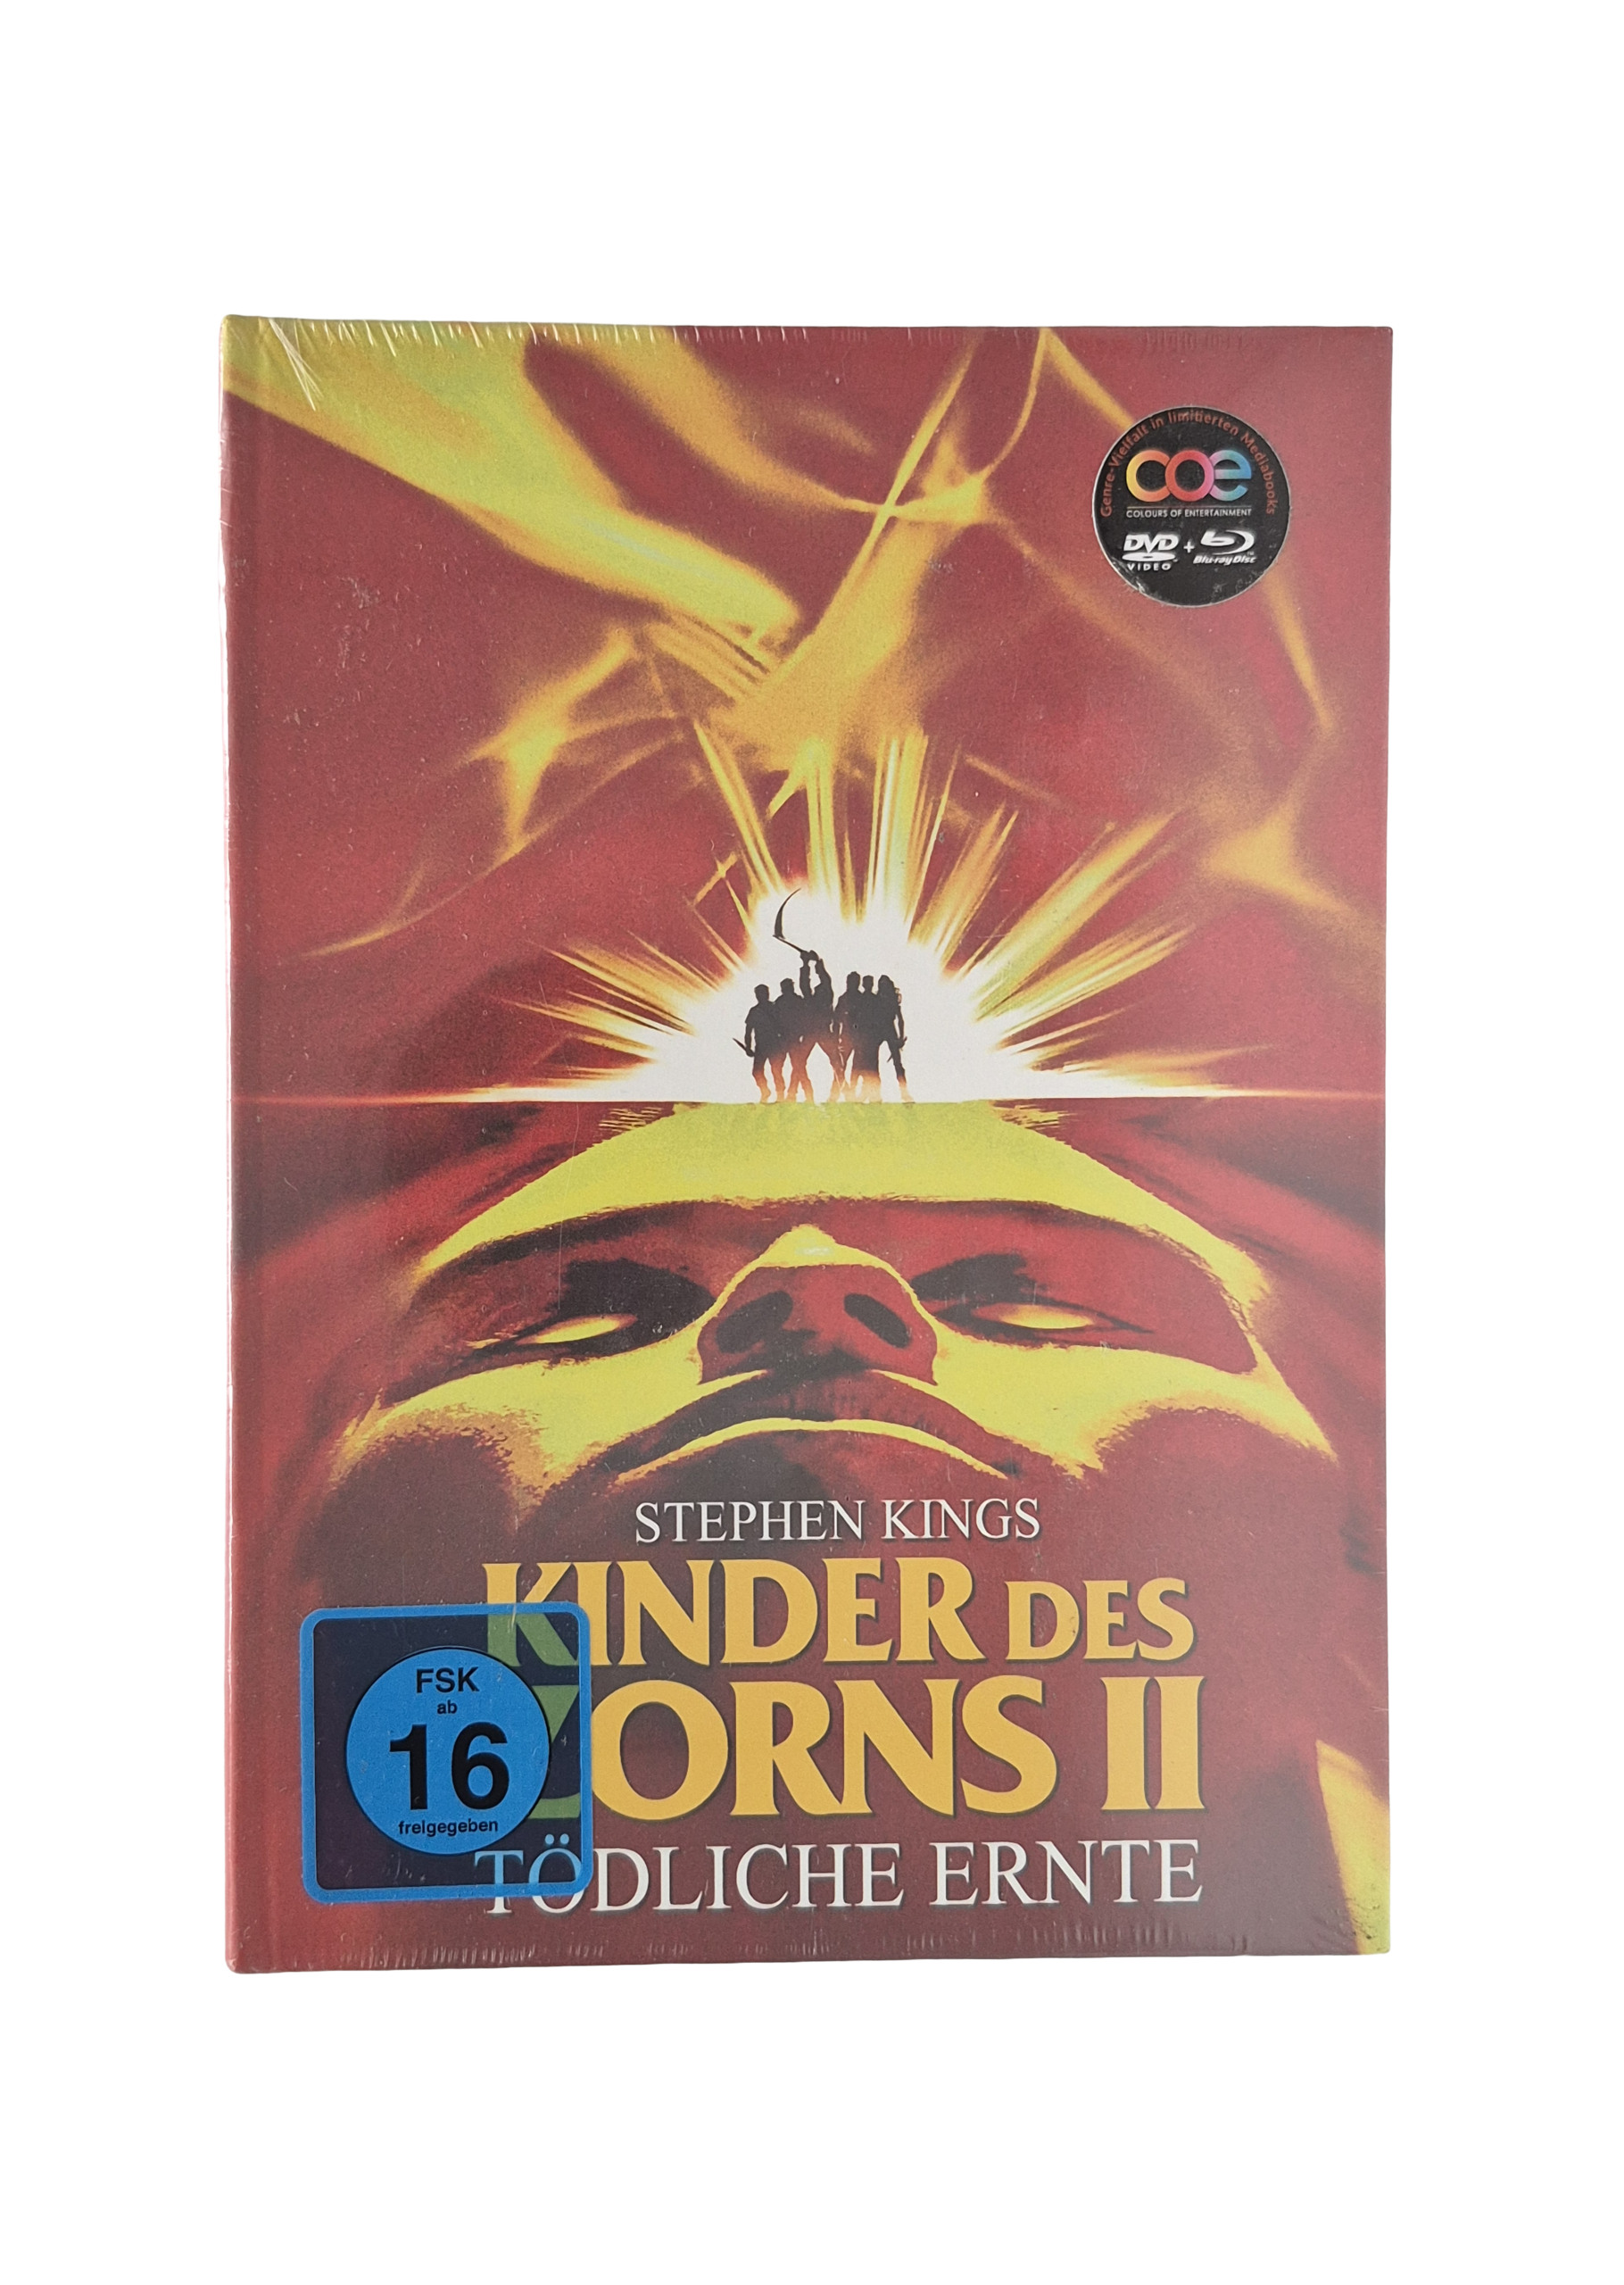 Genre-Vielfalt in limitierten Mediabooks
coe
COLOURS OF ENTERTAINMENT
DVD + Blu-ray Disc
VIDEO
STEPHEN KINGS
KINDER DES
ZORNS II
TÖDLICHE ERNTE
FSK
ab
16
freigegeben